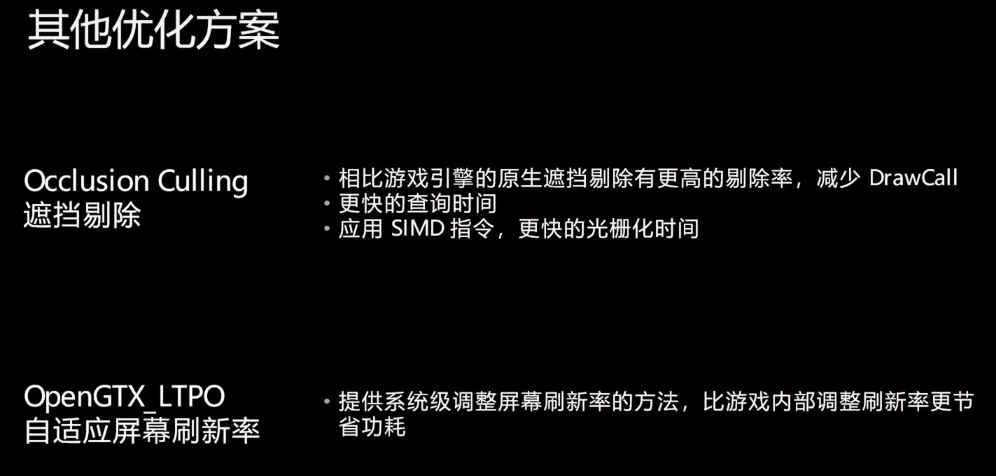 其他优化方案
Occlusion Culling
遮挡剔除
• 相比游戏引擎的原生遮挡剔除有更高的剔除率，减少 DrawCall
• 更快的查询时间
• 应用 SIMD 指令，更快的光栅化时间
OpenGTX_LTPO
自适应屏幕刷新率
• 提供系统级调整屏幕刷新率的方法，比游戏内部调整刷新率更节
省功耗